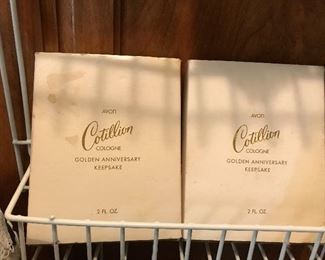 AVON
Cotillion
COLOGNE
GOLDEN ANNIVERSARY
KEEPSAKE
2 FL. OZ.
AVON
Cotillion
COLOGNE
GOLDEN ANNIVERSARY
KEEPSAKE
2 FL. OZ.